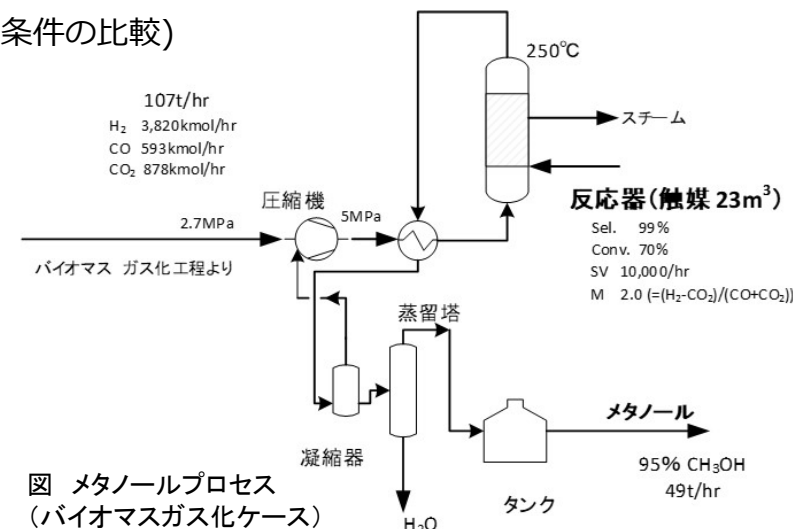 条件の比較)
250℃
107t/hr
H₂ 3,820kmol/hr
CO 593kmol/hr
CO₂ 878kmol/hr
スチーム
圧縮機
2.7MPa
5MPa
バイオマス ガス化工程より
反応器(触媒 23m³)
Sel. 99%
Conv. 70%
SV 10,000/hr
M 2.0 (=(H₂-CO₂)/(CO+CO₂))
蒸留塔
凝縮器
メタノール
95% CH₃OH
49t/hr
タンク
H₂O
図 メタノールプロセス
(バイオマスガス化ケース)